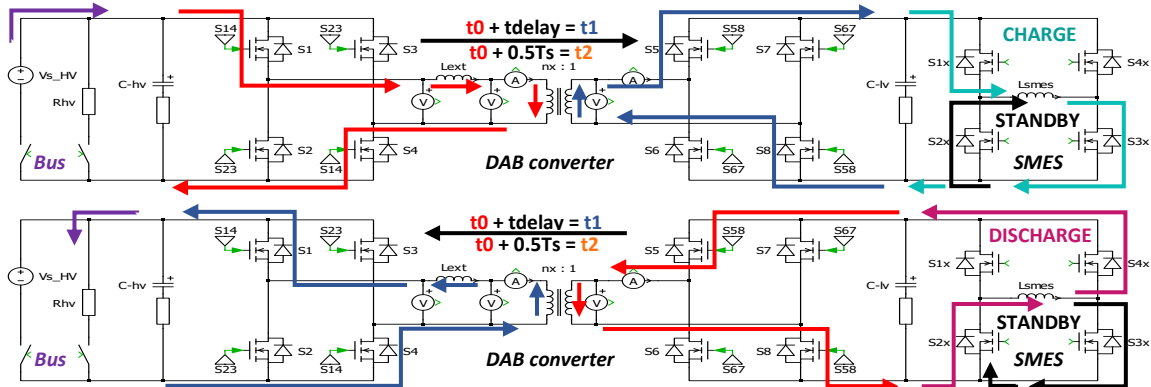 S14 S23 t0 + tdelay = t1 S58 S67
S1 S3 S5 S7 CHARGE
t0 + 0.5Ts = t2
Lext nx : 1 S1x S4x
Vs_HV C-hv A A C-lv Lsmes
Rhv V V V
STANDBY
S2 S4 S6 S8 S2x S3x
Bus S23 S14 DAB converter S67 S58 SMES
S14 S23 t0 + tdelay = t1 S58 S67
S1 S3 S5 S7 DISCHARGE
t0 + 0.5Ts = t2
Lext nx : 1 S1x S4x
Vs_HV C-hv A A C-lv Lsmes
Rhv V V V
STANDBY
S2 S4 S6 S8 S2x S3x
Bus S23 S14 DAB converter S67 S58 SMES